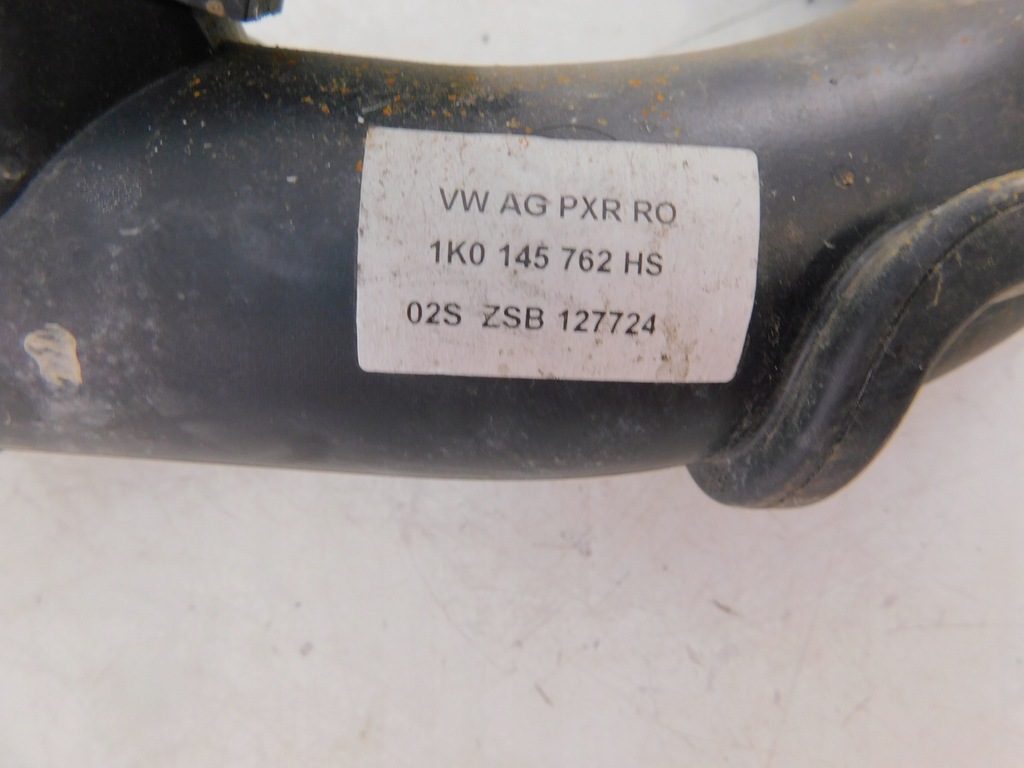 VW AG PXR RO
1K0 145 762 HS
02S ZSB 127724